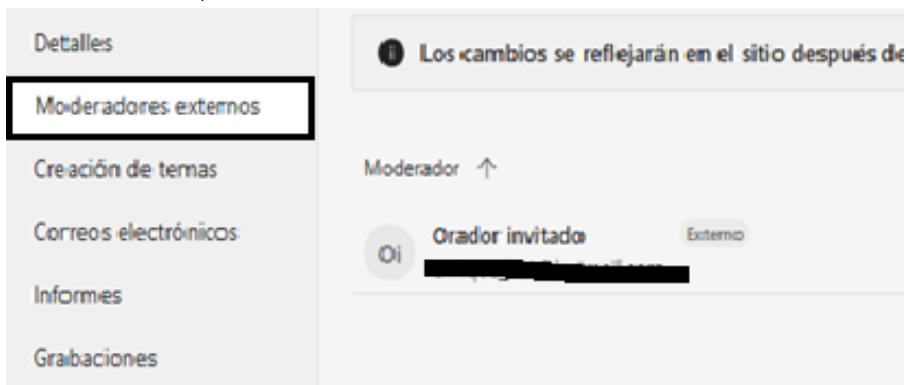 Detalles
Los cambios se reflejarán en el sitio después de
Moderadores externos
Creación de temas
Moderador ↑
Correos electrónicos
Orador invitado
Externo
Oi
Informes
Grabaciones